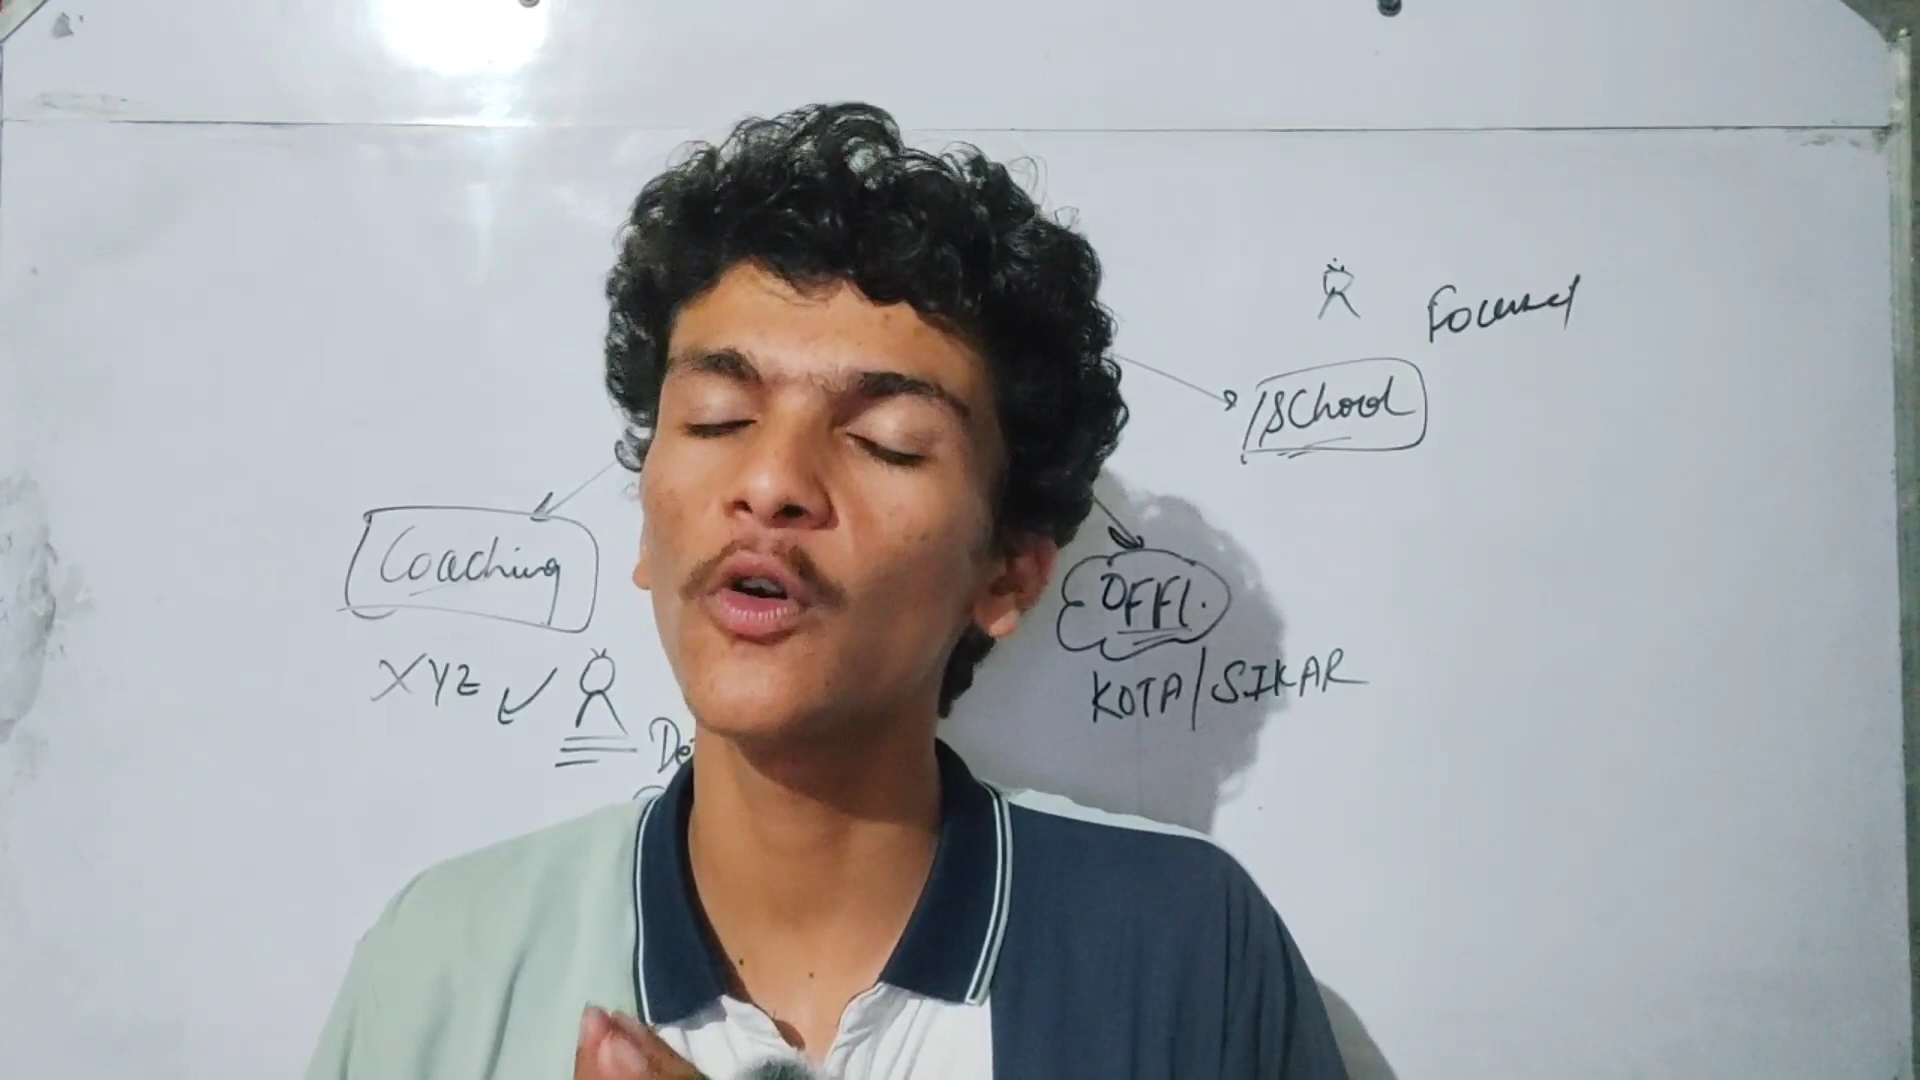 Focused
School
Coaching
OFFL.
XYZ
KOTA/SIKAR